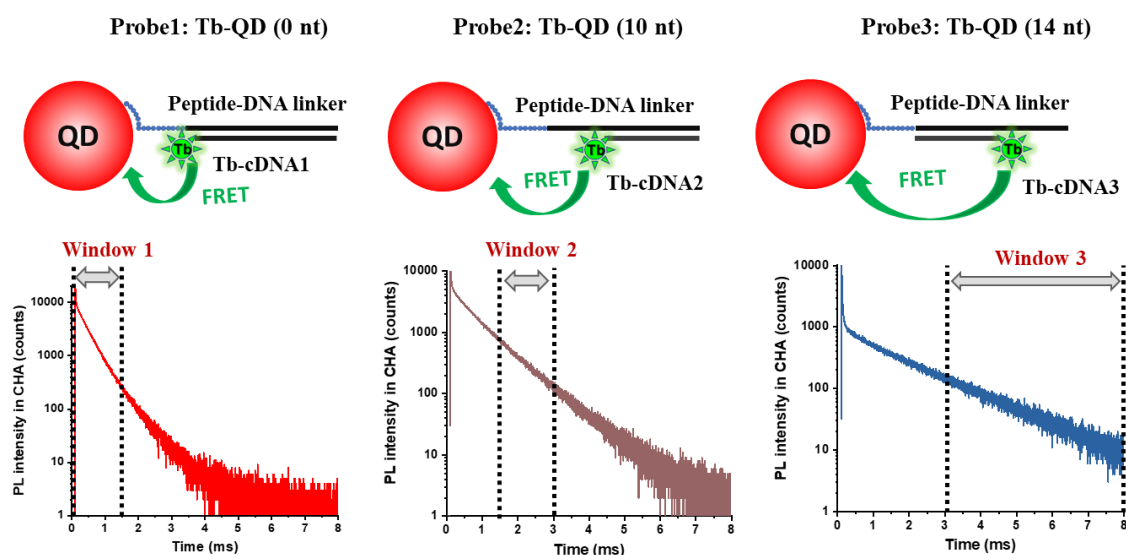 Probe1: Tb-QD (0 nt)
Probe2: Tb-QD (10 nt)
Probe3: Tb-QD (14 nt)
QD
Peptide-DNA linker
Tb
Tb-cDNA1
FRET
QD
Peptide-DNA linker
Tb
Tb-cDNA2
FRET
QD
Peptide-DNA linker
Tb
Tb-cDNA3
FRET
Window 1
PL intensity in CHA (counts)
10000
1000
100
10
1
0 1 2 3 4 5 6 7 8
Time (ms)
Window 2
PL intensity in CHA (counts)
10000
1000
100
10
1
0 1 2 3 4 5 6 7 8
Time (ms)
Window 3
PL intensity in CHA (counts)
10000
1000
100
10
1
0 1 2 3 4 5 6 7 8
Time (ms)